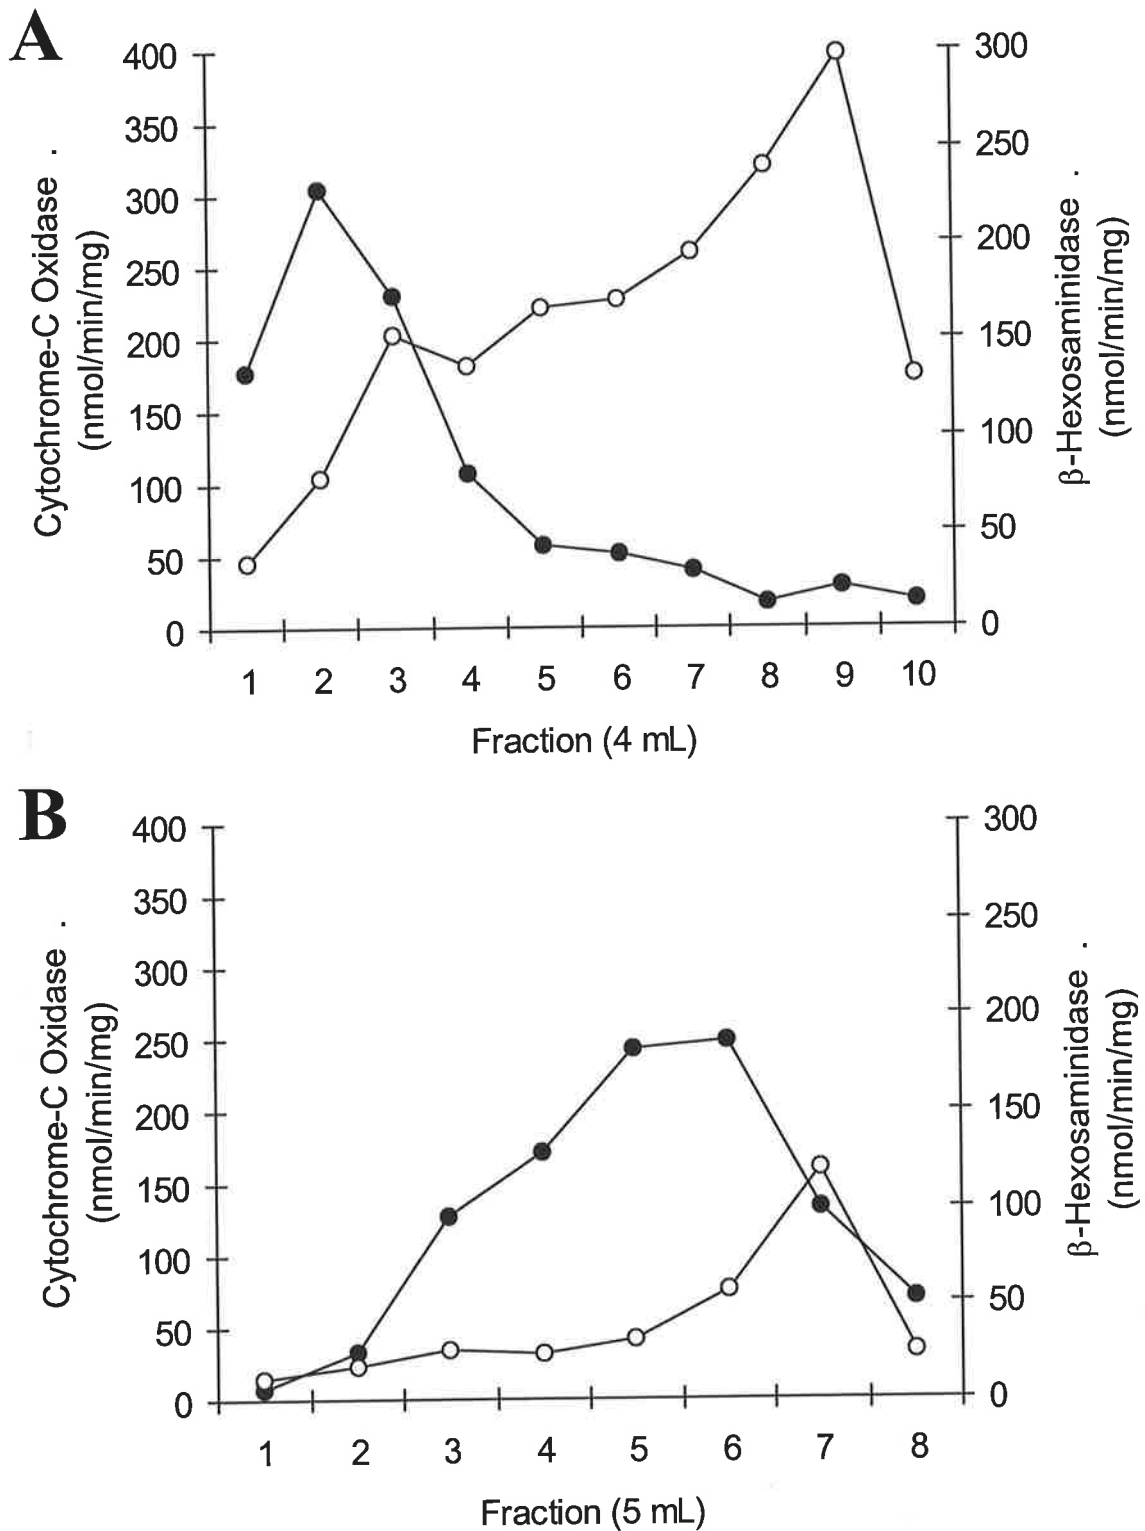 A
400
350
300
250
200
150
100
50
0
Cytochrome-C Oxidase .
(nmol/min/mg)
300
250
200
150
100
50
0
β-Hexosaminidase .
(nmol/min/mg)
1 2 3 4 5 6 7 8 9 10
Fraction (4 mL)
B
400
350
300
250
200
150
100
50
0
Cytochrome-C Oxidase .
(nmol/min/mg)
300
250
200
150
100
50
0
β-Hexosaminidase .
(nmol/min/mg)
1 2 3 4 5 6 7 8
Fraction (5 mL)